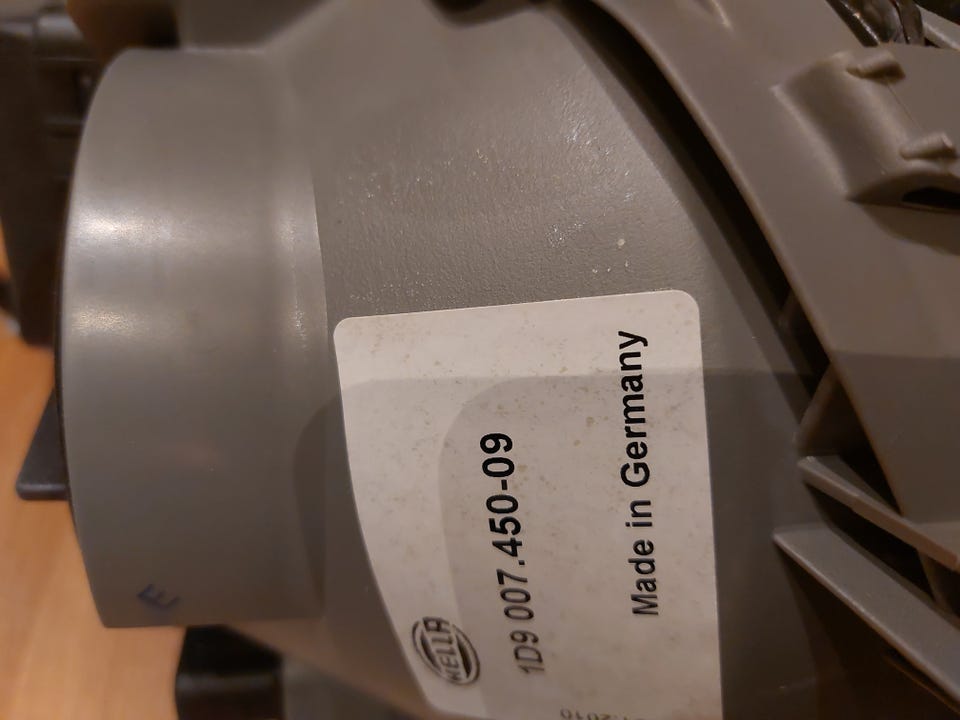 HELLA
1D9 007.450-09
Made in Germany
E